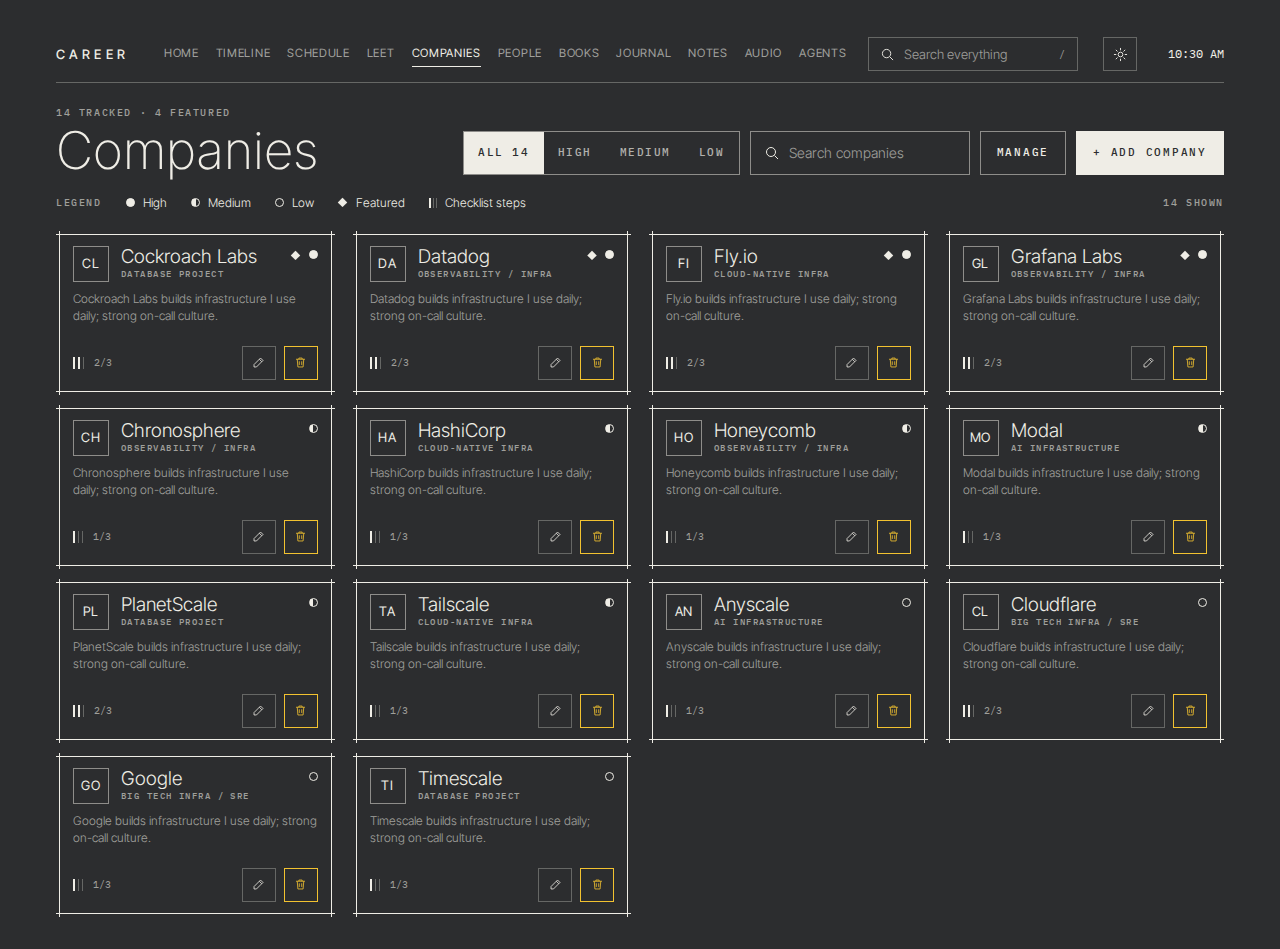 CAREER HOME TIMELINE SCHEDULE LEET COMPANIES PEOPLE BOOKS JOURNAL NOTES AUDIO AGENTS Search everything / 10:30 AM
14 TRACKED · 4 FEATURED
Companies ALL 14 HIGH MEDIUM LOW Search companies MANAGE + ADD COMPANY
LEGEND High Medium Low Featured Checklist steps 14 SHOWN
CL Cockroach Labs
DATABASE PROJECT
Cockroach Labs builds infrastructure I use
daily; strong on-call culture.
2/3
DA Datadog
OBSERVABILITY / INFRA
Datadog builds infrastructure I use daily;
strong on-call culture.
2/3
FI Fly.io
CLOUD-NATIVE INFRA
Fly.io builds infrastructure I use daily; strong
on-call culture.
2/3
GL Grafana Labs
OBSERVABILITY / INFRA
Grafana Labs builds infrastructure I use daily;
strong on-call culture.
2/3
CH Chronosphere
OBSERVABILITY / INFRA
Chronosphere builds infrastructure I use
daily; strong on-call culture.
1/3
HA HashiCorp
CLOUD-NATIVE INFRA
HashiCorp builds infrastructure I use daily;
strong on-call culture.
1/3
HO Honeycomb
OBSERVABILITY / INFRA
Honeycomb builds infrastructure I use daily;
strong on-call culture.
1/3
MO Modal
AI INFRASTRUCTURE
Modal builds infrastructure I use daily; strong
on-call culture.
1/3
PL PlanetScale
DATABASE PROJECT
PlanetScale builds infrastructure I use daily;
strong on-call culture.
2/3
TA Tailscale
CLOUD-NATIVE INFRA
Tailscale builds infrastructure I use daily;
strong on-call culture.
1/3
AN Anyscale
AI INFRASTRUCTURE
Anyscale builds infrastructure I use daily;
strong on-call culture.
1/3
CL Cloudflare
BIG TECH INFRA / SRE
Cloudflare builds infrastructure I use daily;
strong on-call culture.
2/3
GO Google
BIG TECH INFRA / SRE
Google builds infrastructure I use daily; strong
on-call culture.
1/3
TI Timescale
DATABASE PROJECT
Timescale builds infrastructure I use daily;
strong on-call culture.
1/3